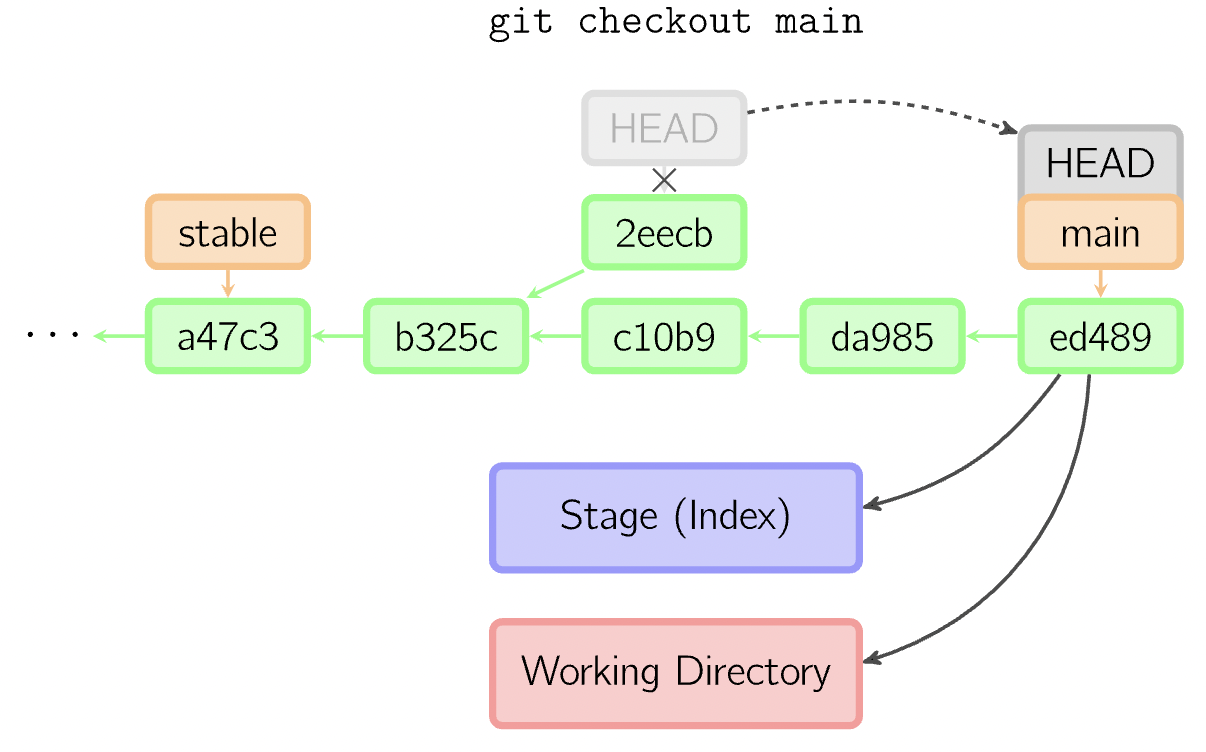 git checkout main
HEAD
HEAD
stable
2eecb
main
... a47c3
b325c
c10b9
da985
ed489
Stage (Index)
Working Directory